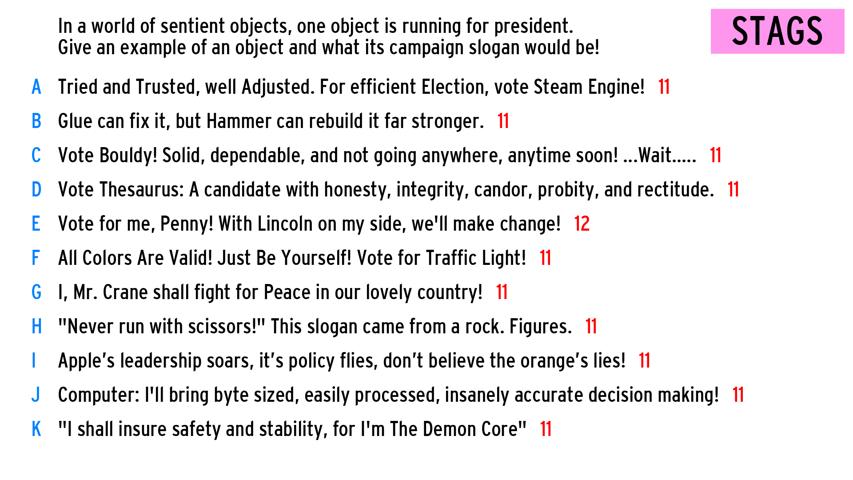 In a world of sentient objects, one object is running for president.
Give an example of an object and what its campaign slogan would be!
STAGS
A Tried and Trusted, well Adjusted. For efficient Election, vote Steam Engine! 11
B Glue can fix it, but Hammer can rebuild it far stronger. 11
C Vote Bouldy! Solid, dependable, and not going anywhere, anytime soon! ...Wait..... 11
D Vote Thesaurus: A candidate with honesty, integrity, candor, probity, and rectitude. 11
E Vote for me, Penny! With Lincoln on my side, we'll make change! 12
F All Colors Are Valid! Just Be Yourself! Vote for Traffic Light! 11
G I, Mr. Crane shall fight for Peace in our lovely country! 11
H "Never run with scissors!" This slogan came from a rock. Figures. 11
I Apple’s leadership soars, it’s policy flies, don’t believe the orange’s lies! 11
J Computer: I'll bring byte sized, easily processed, insanely accurate decision making! 11
K "I shall insure safety and stability, for I'm The Demon Core" 11